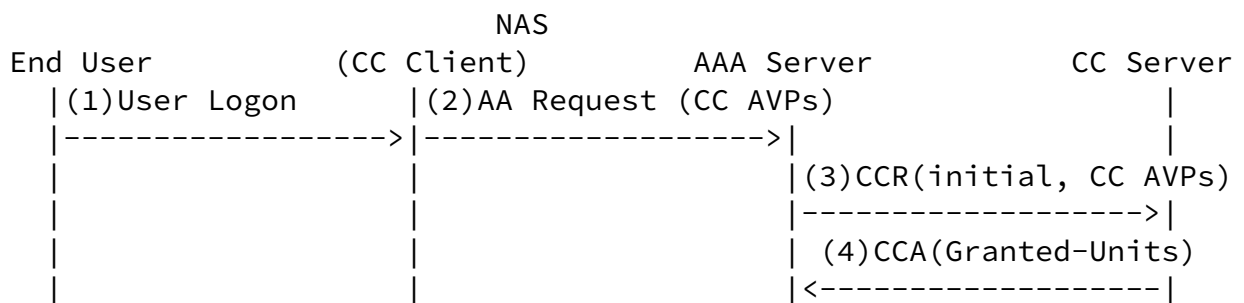 NAS
End User (CC Client) AAA Server CC Server
|(1)User Logon |(2)AA Request (CC AVPs) |
|------------------>|------------------->| |
| | |(3)CCR(initial, CC AVPs)
| | |------------------->|
| | | (4)CCA(Granted-Units)
| | |<-------------------|